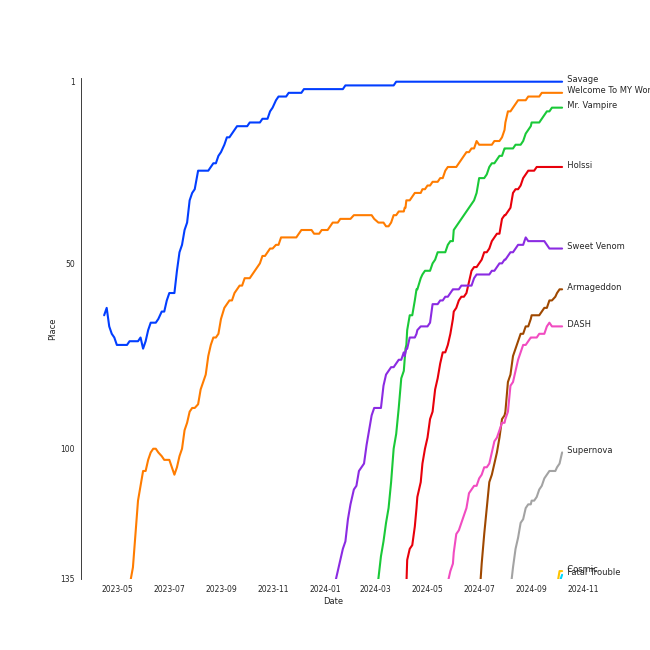 1
50
100
135
Place
Savage
Welcome To MY Wor
Mr. Vampire
Holssi
Sweet Venom
Armageddon
DASH
Supernova
Cosmic
Fatal Trouble
2023-05 2023-07 2023-09 2023-11 2024-01 2024-03 2024-05 2024-07 2024-09 2024-11
Date